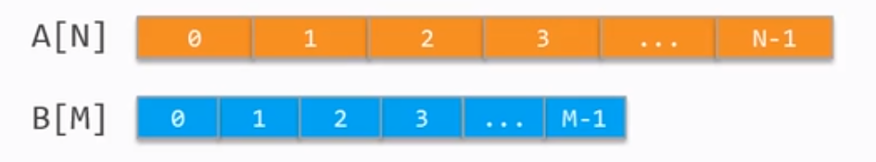 A[N] 0 1 2 3 ... N-1
B[M] 0 1 2 3 ... M-1